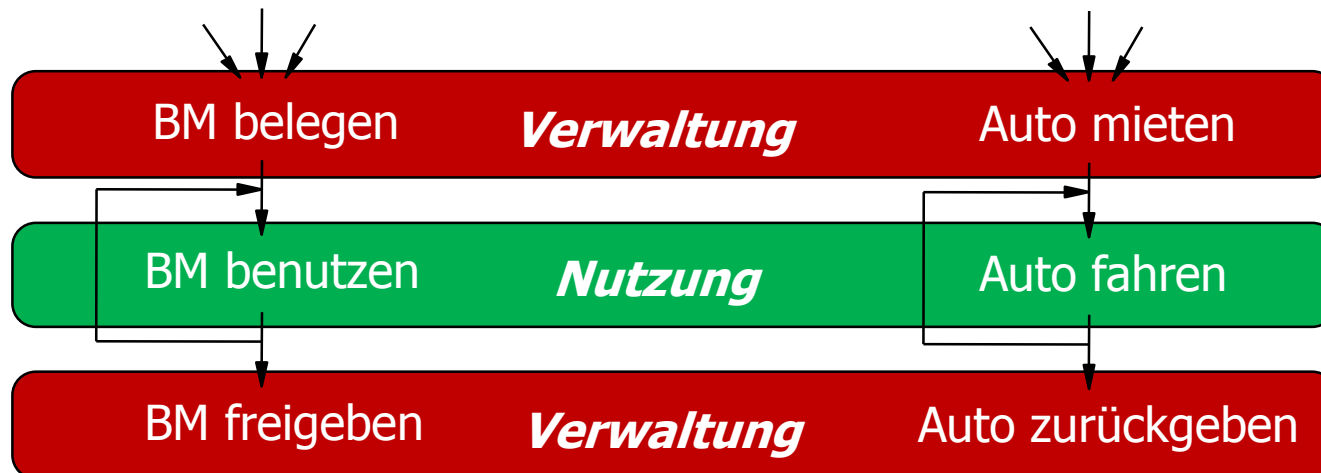 BM belegen Verwaltung Auto mieten
BM benutzen Nutzung Auto fahren
BM freigeben Verwaltung Auto zurückgeben